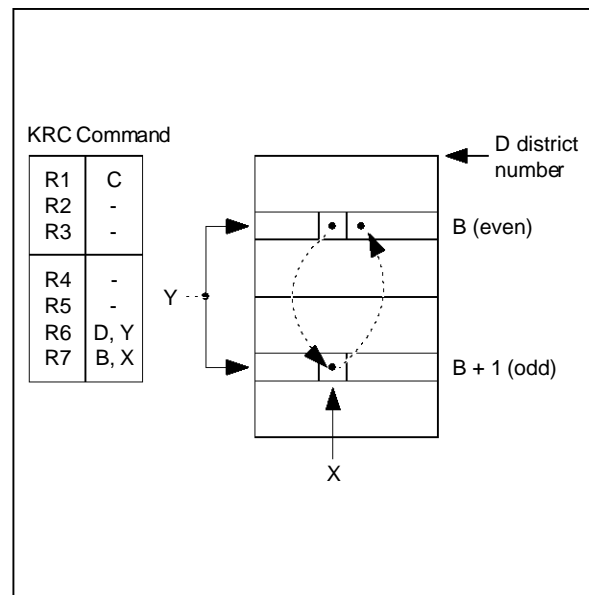 KRC Command
R1 C
R2 -
R3 -
R4 -
R5 -
R6 D, Y
R7 B, X
D district
number
B (even)
Y
B + 1 (odd)
X